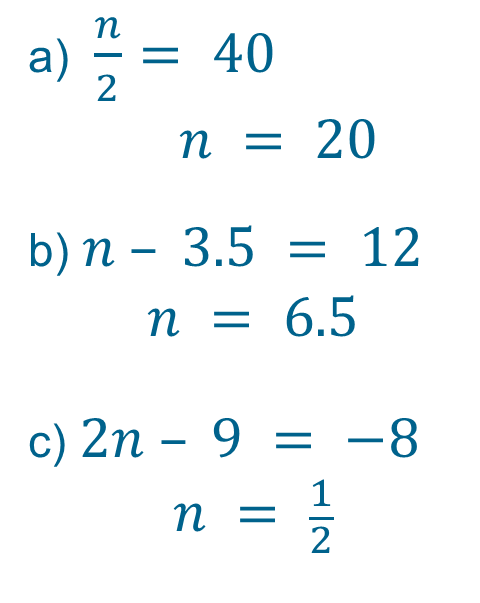 a) n/2 = 40
n = 20
b) n – 3.5 = 12
n = 6.5
c) 2n – 9 = −8
n = 1/2